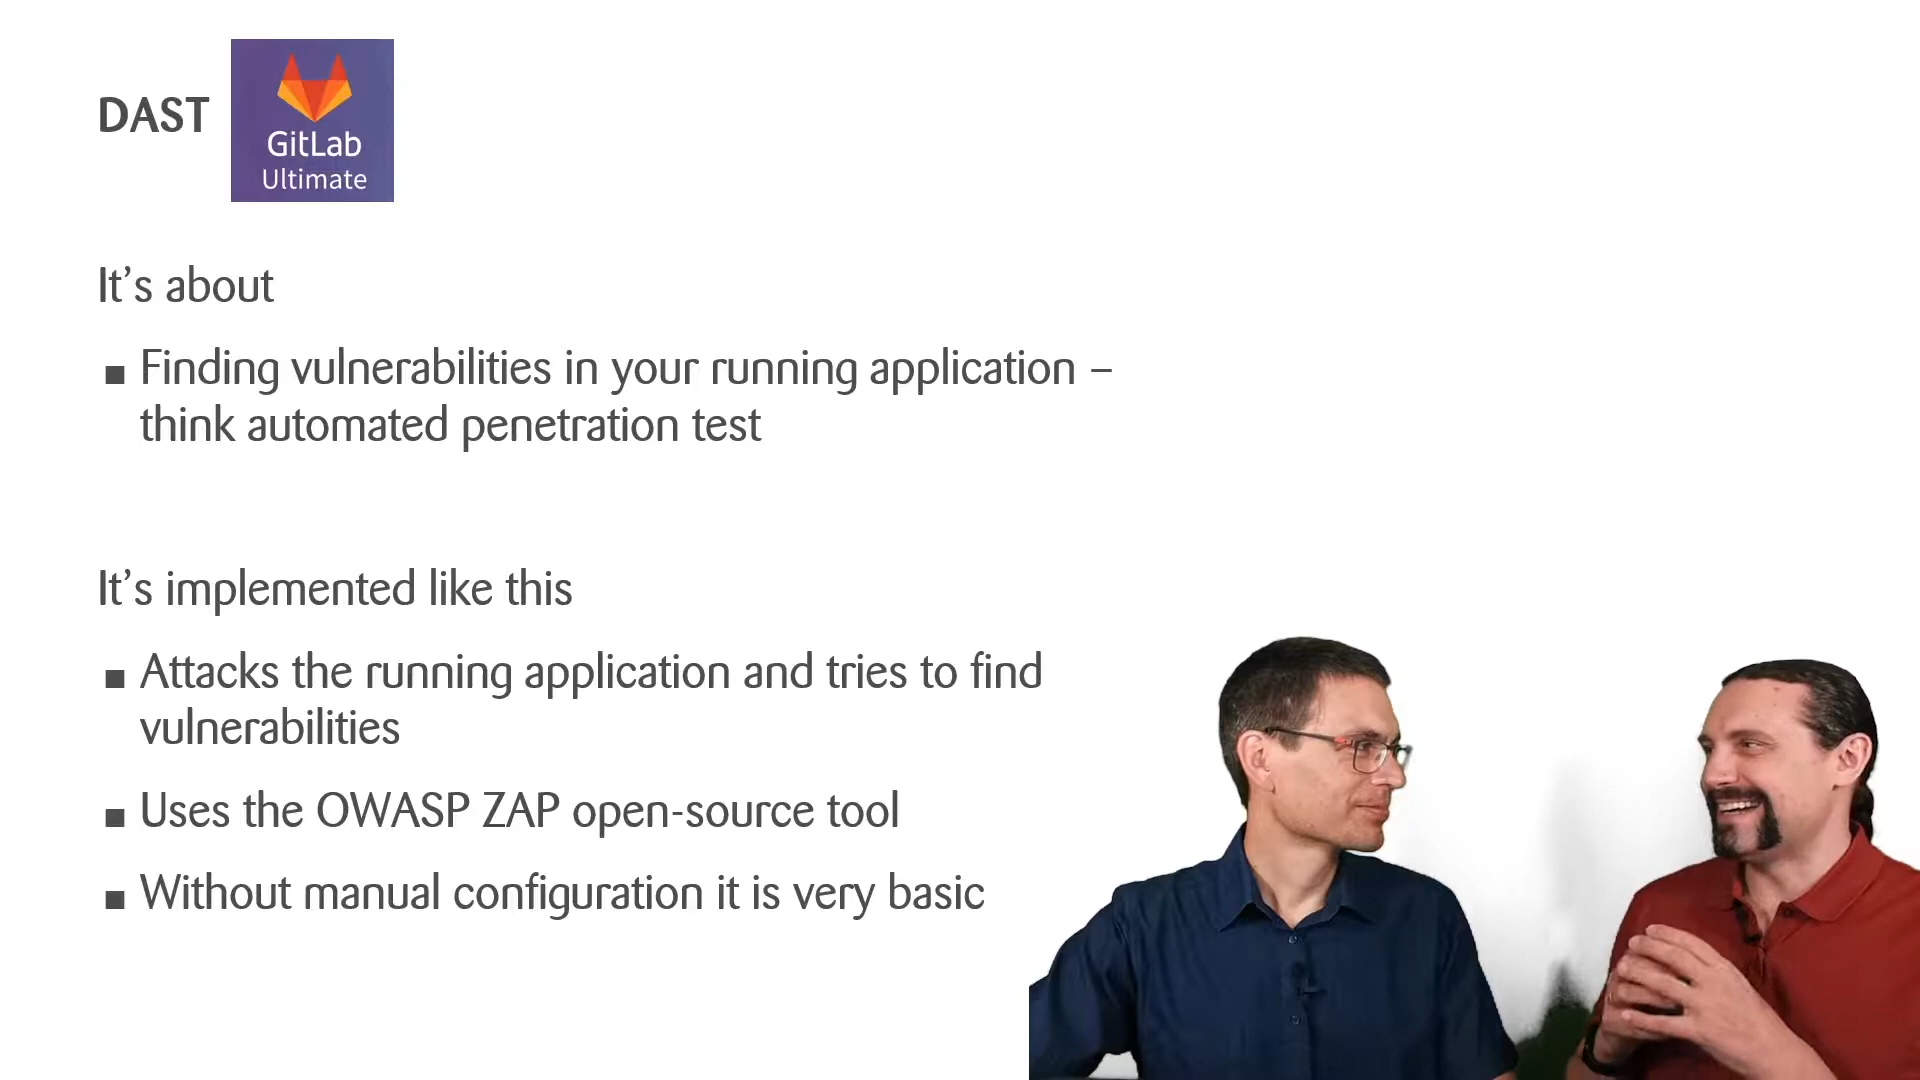 DAST
GitLab
Ultimate
It’s about
▪ Finding vulnerabilities in your running application –
think automated penetration test
It’s implemented like this
▪ Attacks the running application and tries to find
vulnerabilities
▪ Uses the OWASP ZAP open-source tool
▪ Without manual configuration it is very basic